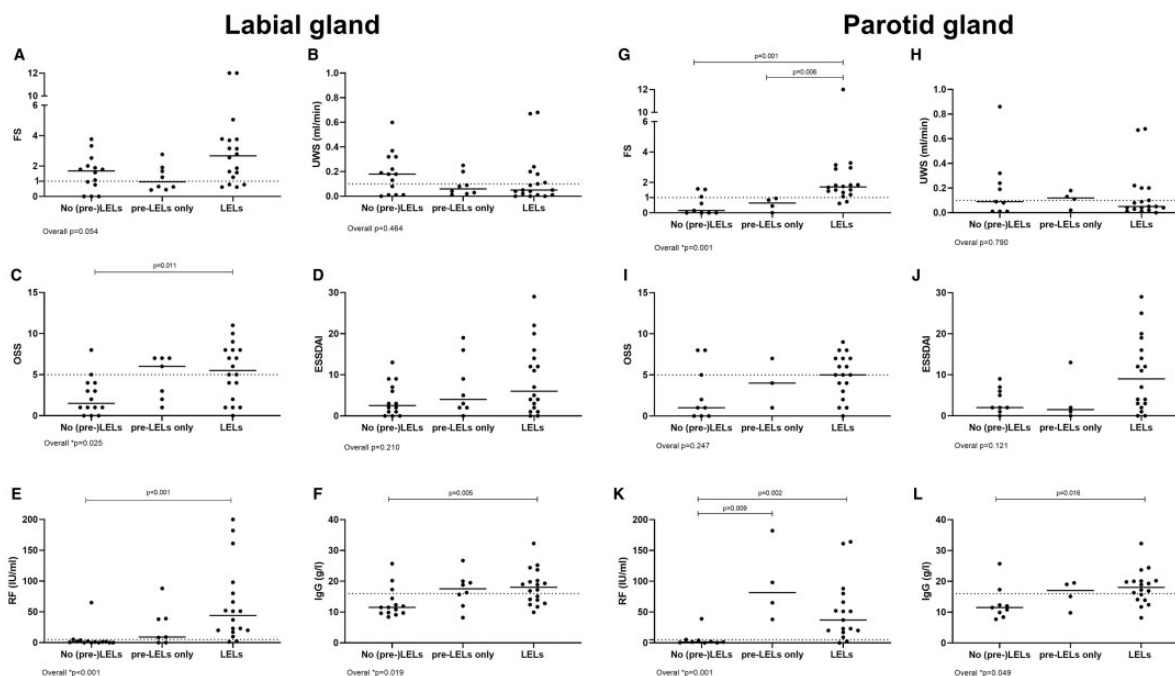 Labial gland
Parotid gland
A
12
10
6
4
2
1
0
FS
No (pre-)LELs pre-LELs only LELs
Overall p=0.054
B
1.0
0.8
0.6
0.4
0.2
0.0
UWS (ml/min)
No (pre-)LELs pre-LELs only LELs
Overall p=0.464
G
p=0.001
p=0.006
12
10
6
4
2
1
0
FS
No (pre-)LELs pre-LELs only LELs
Overall *p=0.001
H
1.0
0.8
0.6
0.4
0.2
0.0
UWS (ml/min)
No (pre-)LELs pre-LELs only LELs
Overal p=0.790
C
p=0.011
15
10
5
0
OSS
No (pre-)LELs pre-LELs only LELs
Overall *p=0.025
D
30
20
10
0
ESSDAI
No (pre-)LELs pre-LELs only LELs
Overall p=0.210
I
15
10
5
0
OSS
No (pre-)LELs pre-LELs only LELs
Overall p=0.247
J
30
20
10
0
ESSDAI
No (pre-)LELs pre-LELs only LELs
Overall p=0.121
E
p<0.001
200
150
100
50
0
RF (IU/ml)
No (pre-)LELs pre-LELs only LELs
Overall *p<0.001
F
p=0.005
40
30
20
10
0
IgG (g/l)
No (pre-)LELs pre-LELs only LELs
Overall *p=0.019
K
p=0.002
p=0.009
200
150
100
50
0
RF (IU/ml)
No (pre-)LELs pre-LELs only LELs
Overall *p=0.001
L
p=0.016
40
30
20
10
0
IgG (g/l)
No (pre-)LELs pre-LELs only LELs
Overal *p=0.049